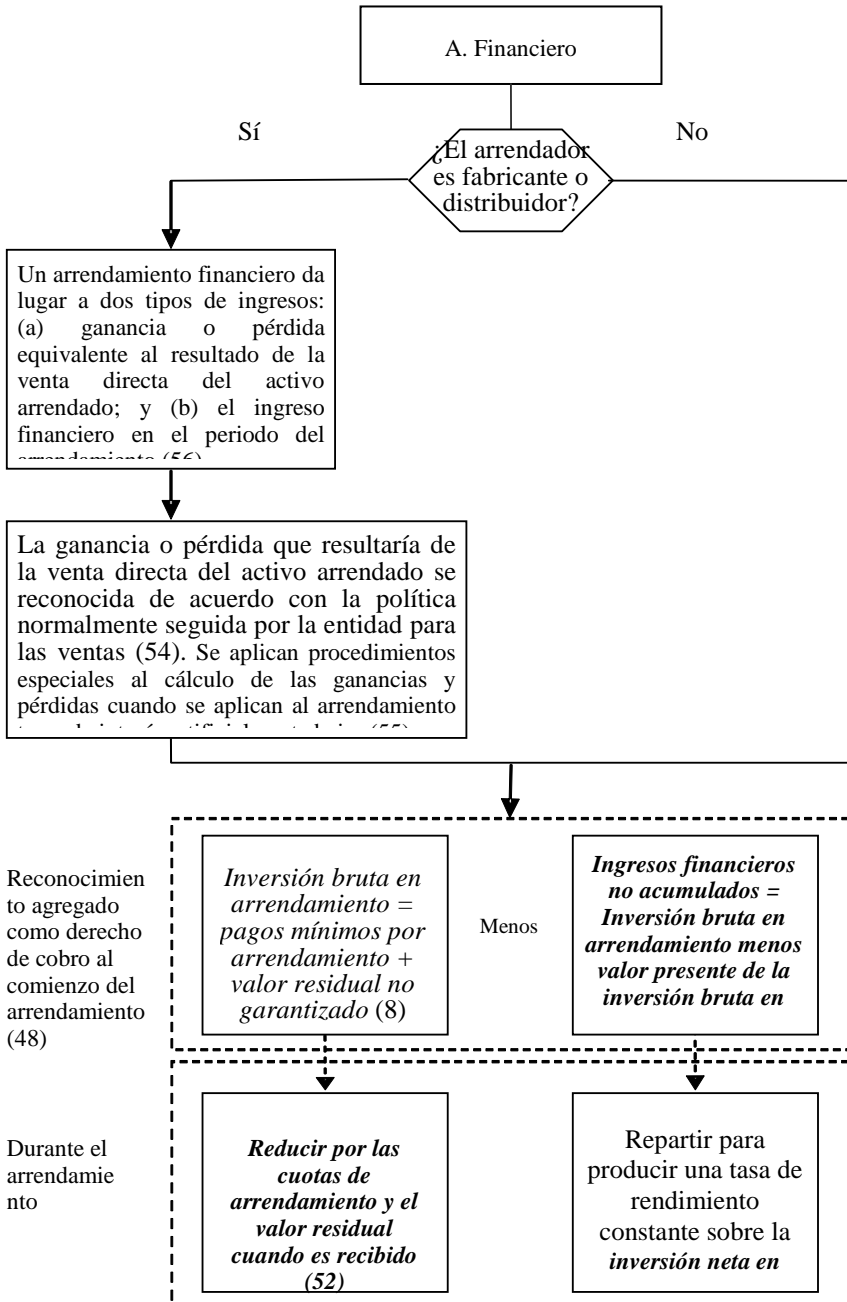 A. Financiero
Sí
No
¿El arrendador
es fabricante o
distribuidor?
Un arrendamiento financiero da
lugar a dos tipos de ingresos:
(a) ganancia o pérdida
equivalente al resultado de la
venta directa del activo
arrendado; y (b) el ingreso
financiero en el periodo del
arrendamiento (56)
La ganancia o pérdida que resultaría de
la venta directa del activo arrendado se
reconocida de acuerdo con la política
normalmente seguida por la entidad para
las ventas (54). Se aplican procedimientos
especiales al cálculo de las ganancias y
pérdidas cuando se aplican al arrendamiento
Reconocimien
to agregado
como derecho
de cobro al
comienzo del
arrendamiento
(48)
Inversión bruta en
arrendamiento =
pagos mínimos por
arrendamiento +
valor residual no
garantizado (8)
Menos
Ingresos financieros
no acumulados =
Inversión bruta en
arrendamiento menos
valor presente de la
inversión bruta en
Durante el
arrendamie
nto
Reducir por las
cuotas de
arrendamiento y el
valor residual
cuando es recibido
(52)
Repartir para
producir una tasa de
rendimiento
constante sobre la
inversión neta en